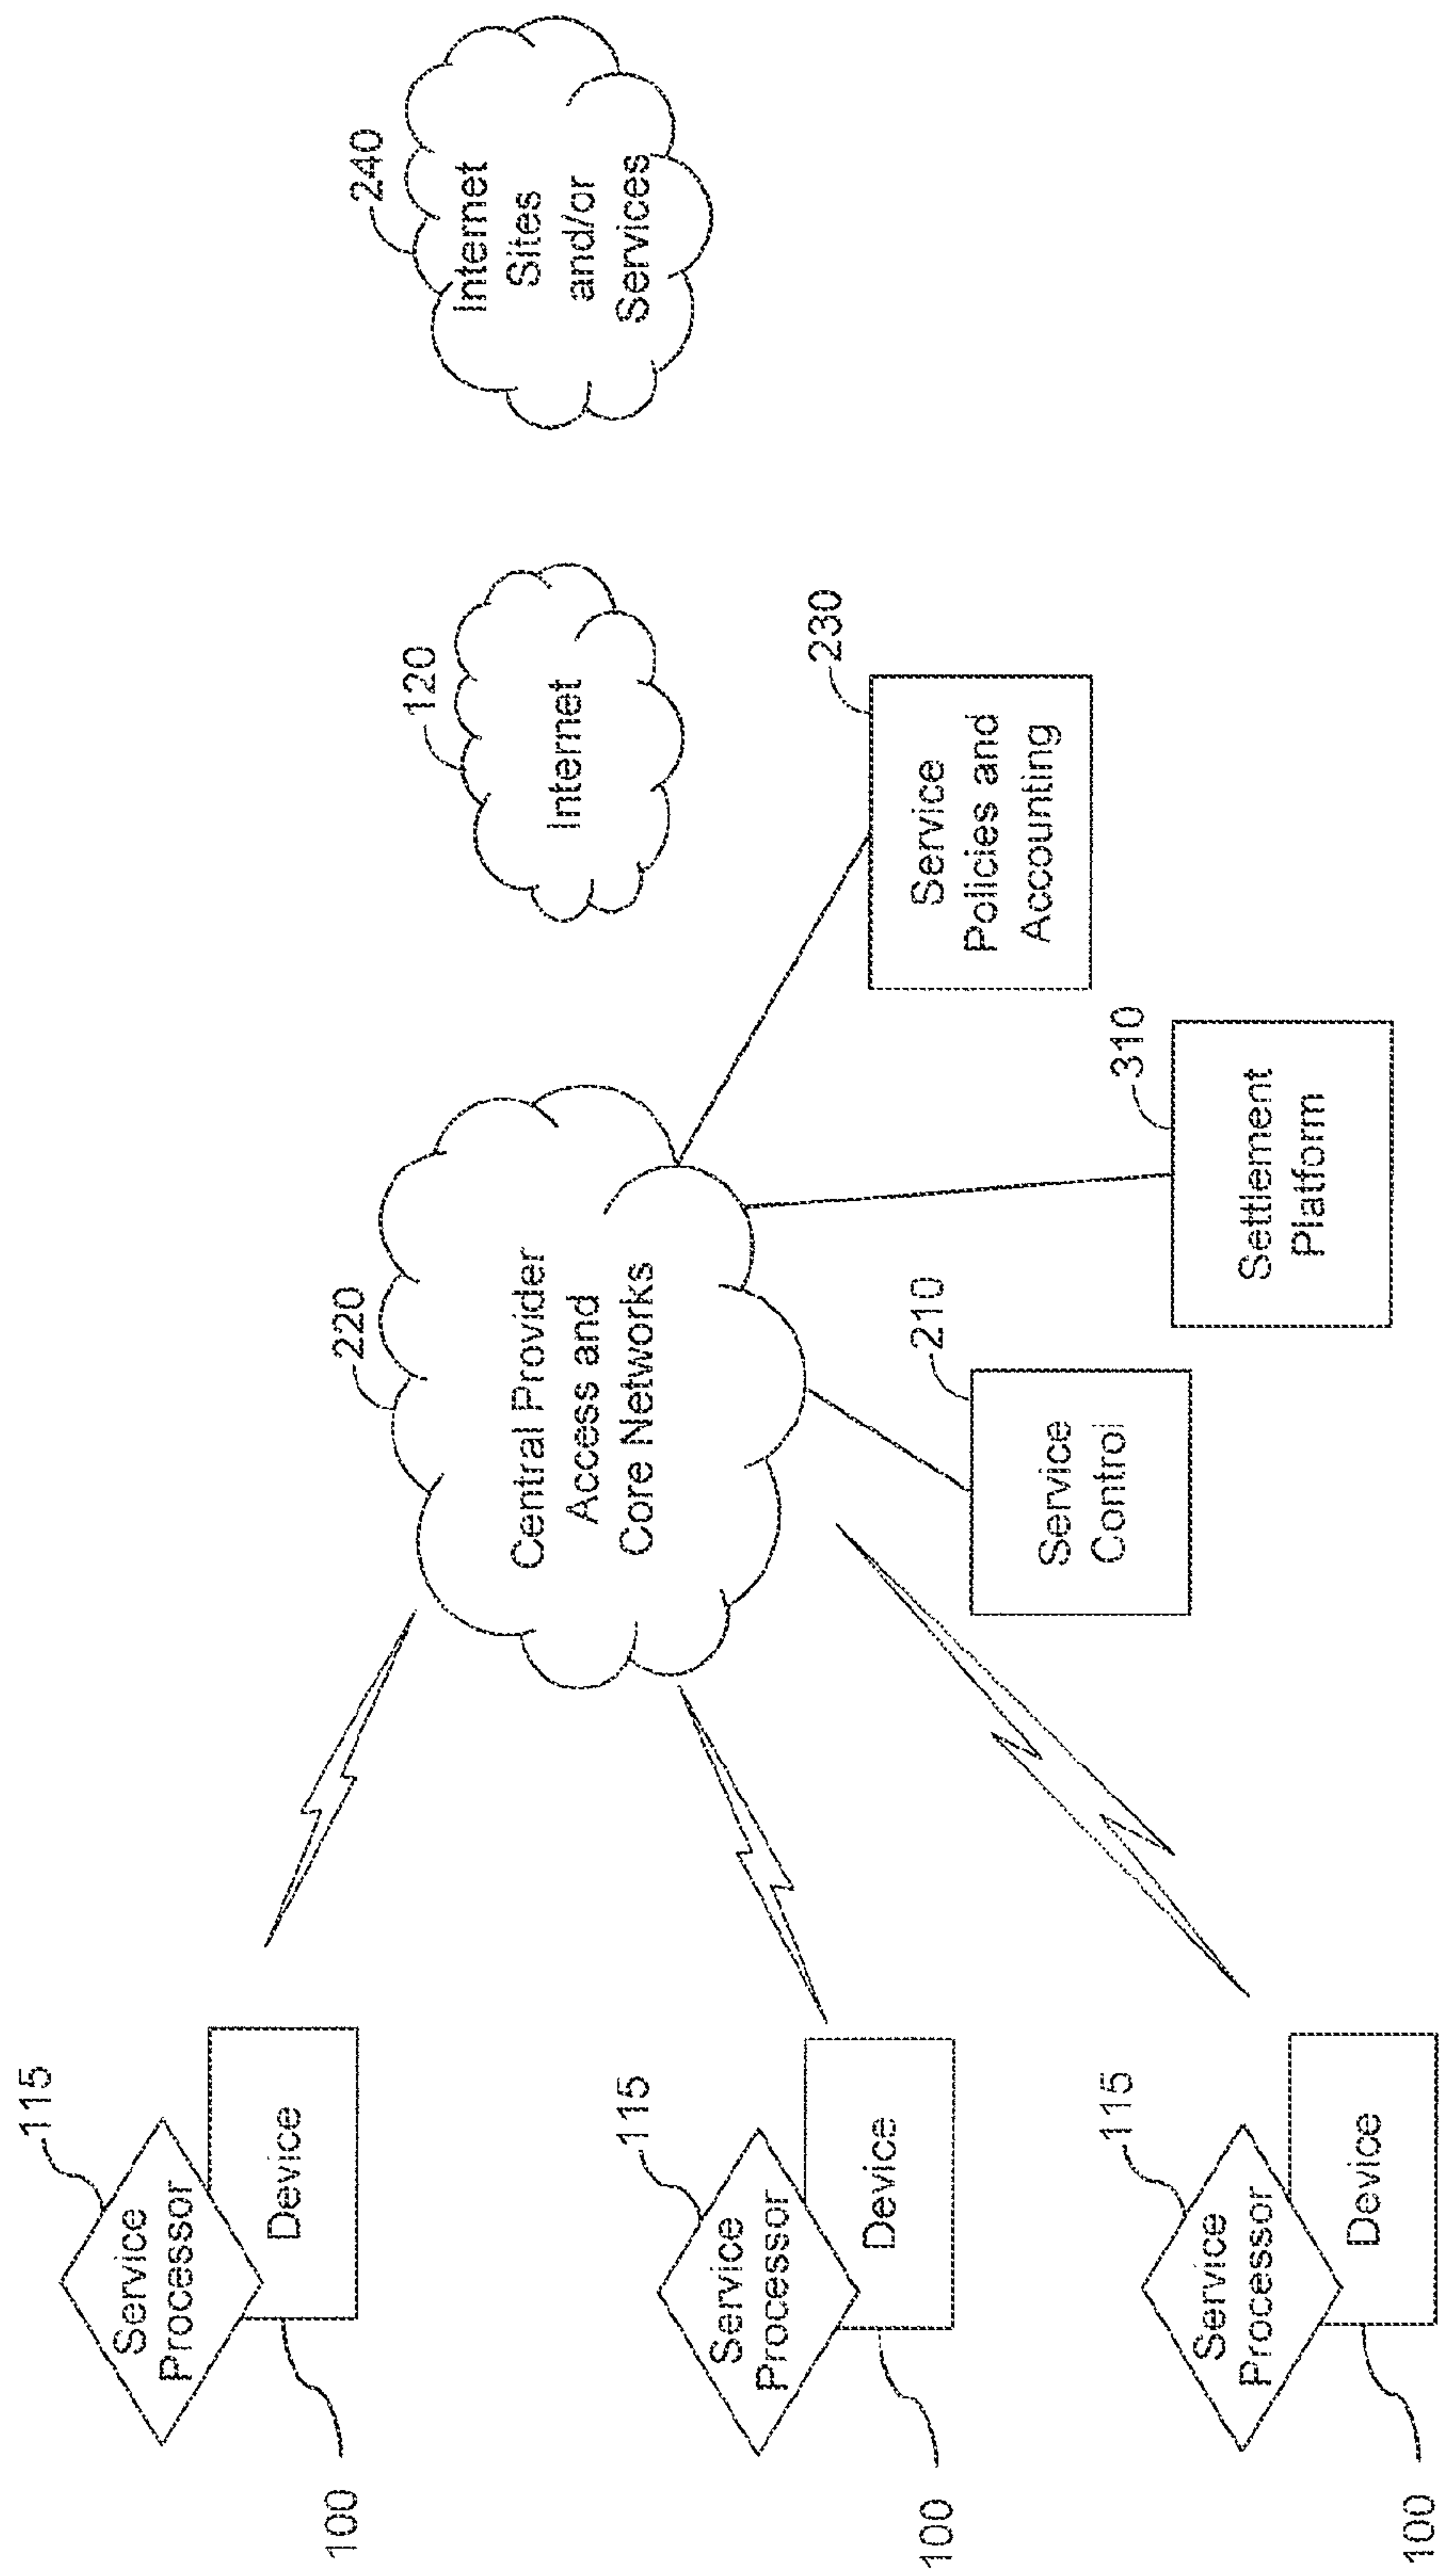 115
Service
Processor
Device
100
115
Service
Processor
Device
100
115
Service
Processor
Device
100
220
Central Provider
Access and
Core Networks
210
Service
Control
310
Settlement
Platform
230
Service
Policies and
Accounting
120
Internet
240
Internet
Sites
and/or
Services